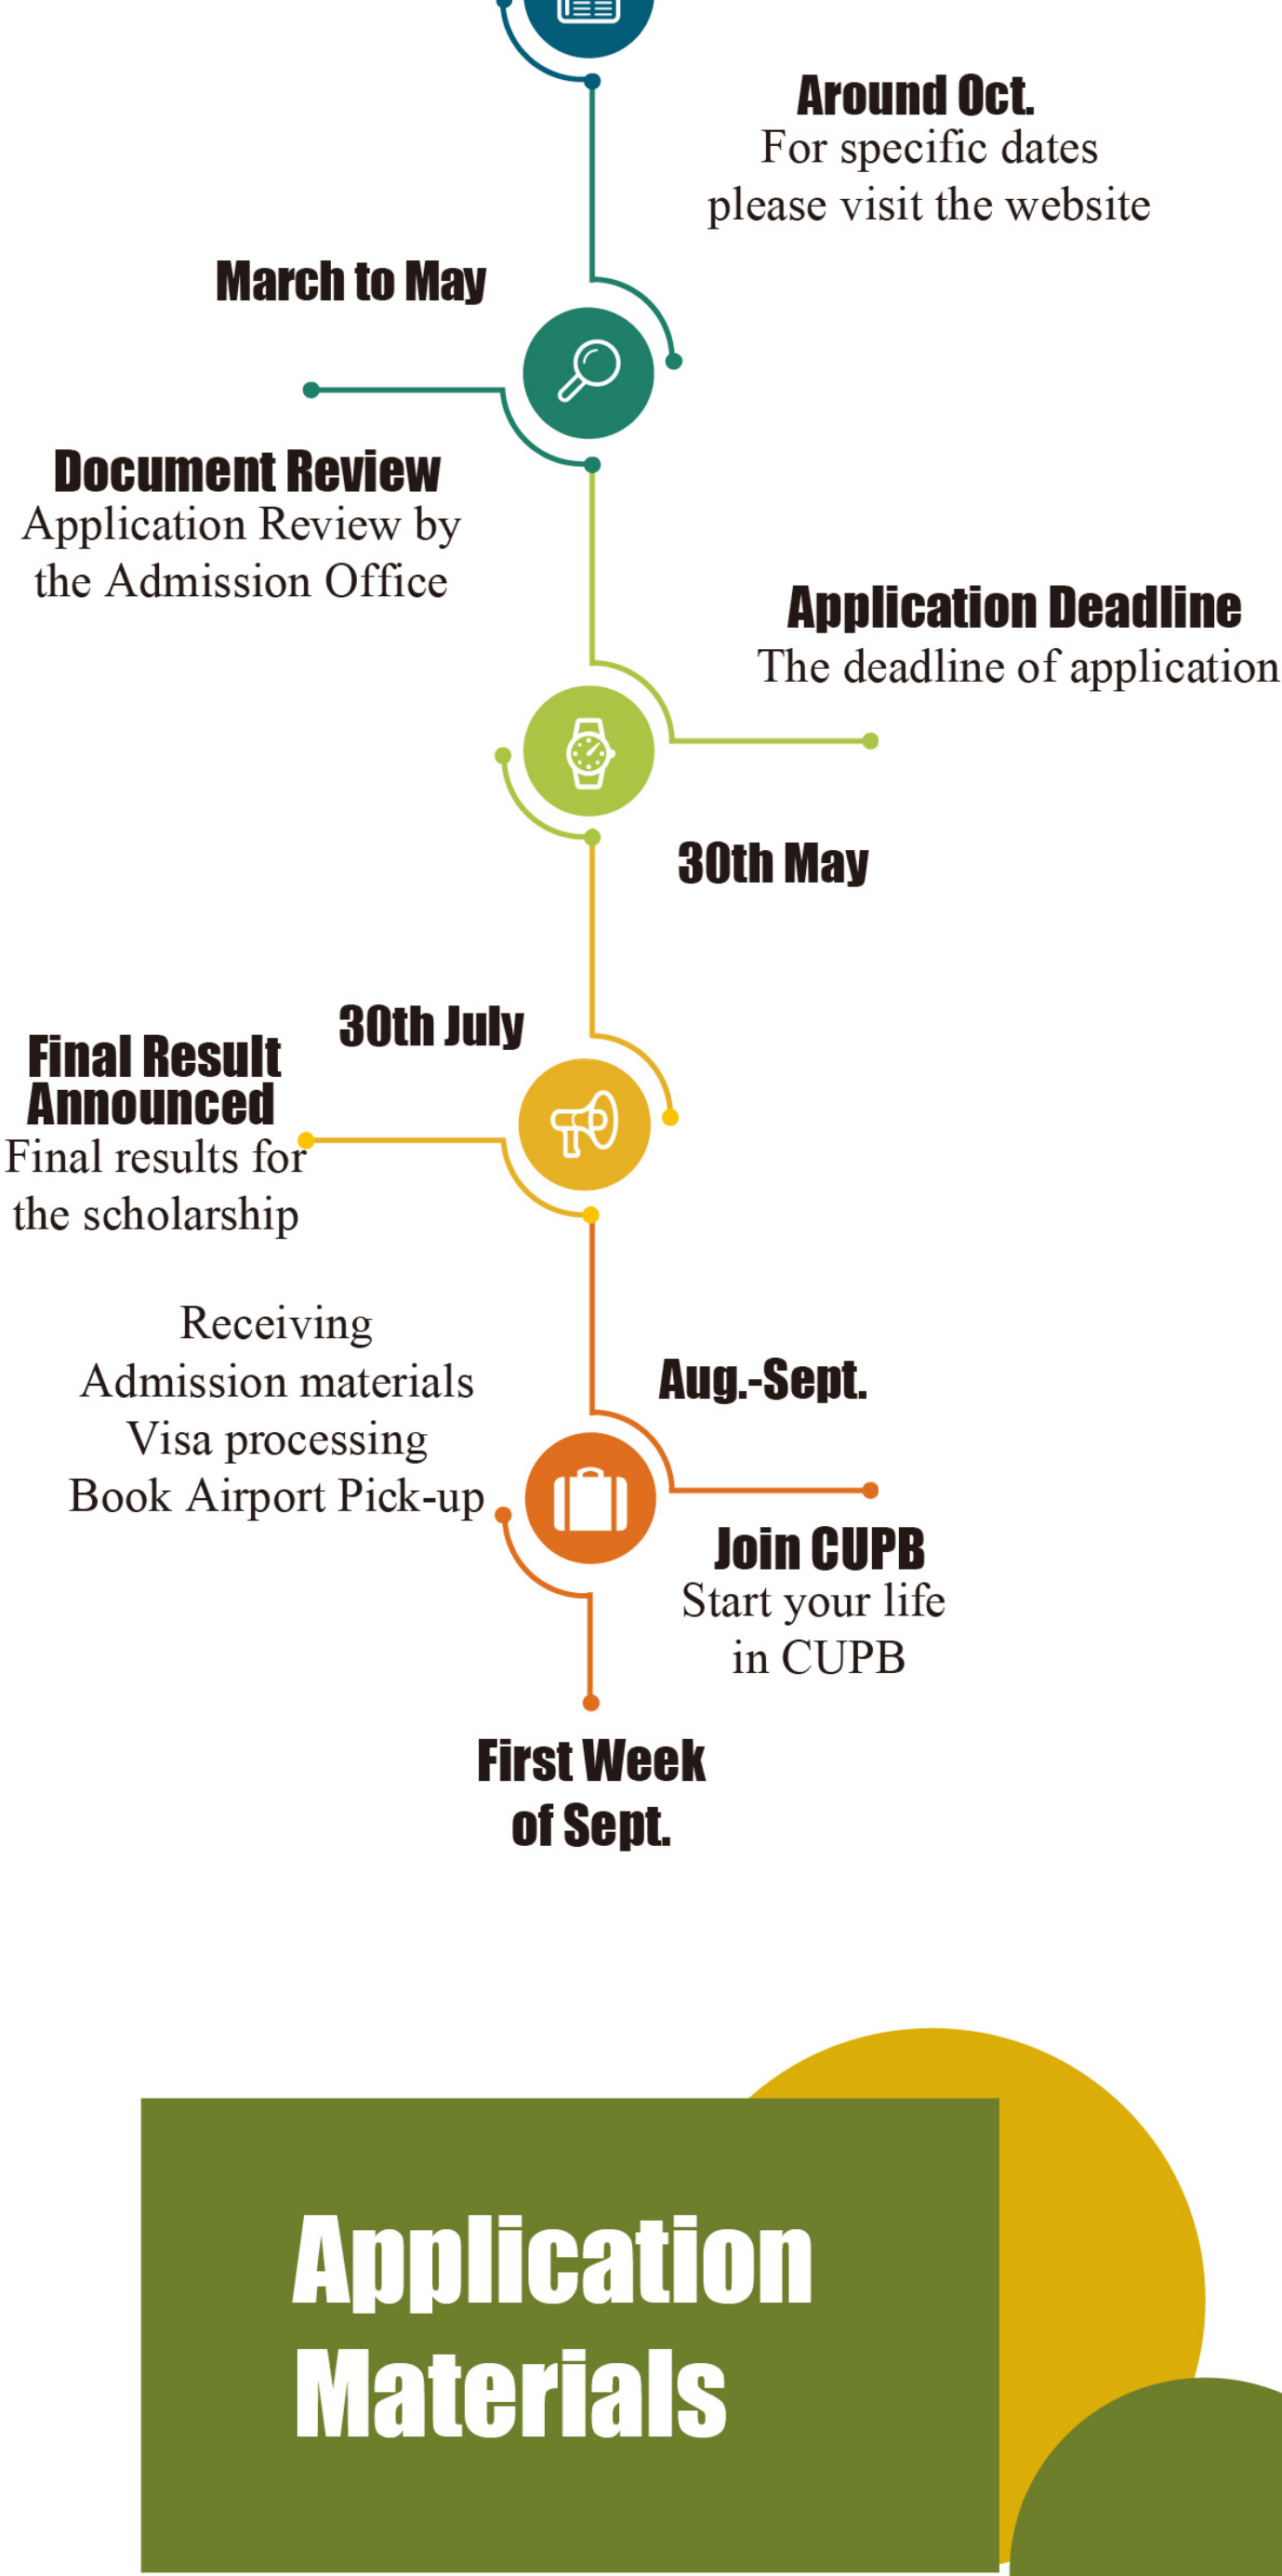 Around Oct.
For specific dates
please visit the website
March to May
Document Review
Application Review by
the Admission Office
Application Deadline
The deadline of application
30th May
30th July
Final Result
Announced
Final results for
the scholarship
Receiving
Admission materials
Visa processing
Book Airport Pick-up
Aug.-Sept.
Join CUPB
Start your life
in CUPB
First Week
of Sept.
Application
Materials